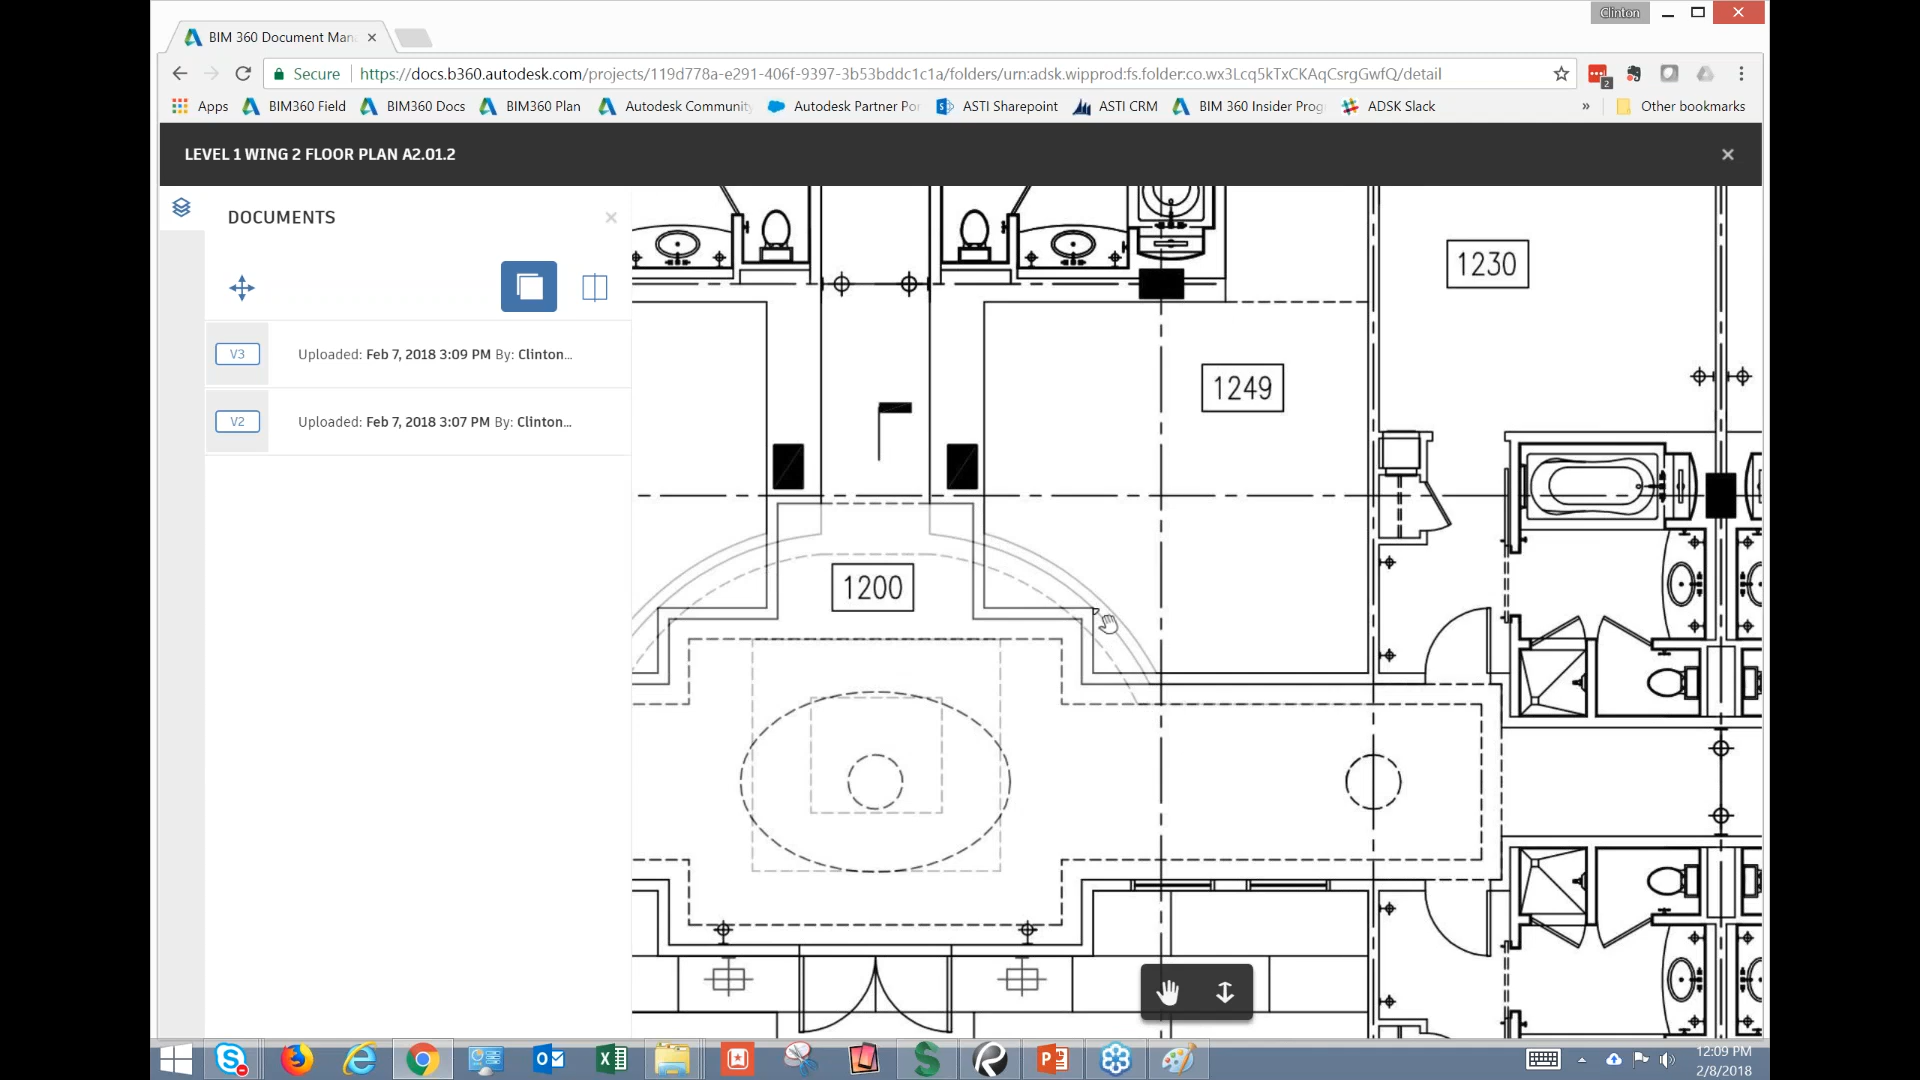 Clinton
BIM 360 Document Man
Secure https://docs.b360.autodesk.com/projects/119d778a-e291-406f-9397-3b53bddc1c1a/folders/urn:adsk.wipprod:fs.folder:co.wx3Lcq5kTxCKAqCsrgGwfQ/detail
2
Apps BIM360 Field BIM360 Docs BIM360 Plan Autodesk Community Autodesk Partner Por ASTI Sharepoint ASTI CRM BIM 360 Insider Prog ADSK Slack » Other bookmarks
LEVEL 1 WING 2 FLOOR PLAN A2.01.2
DOCUMENTS
V3 Uploaded: Feb 7, 2018 3:09 PM By: Clinton...
V2 Uploaded: Feb 7, 2018 3:07 PM By: Clinton...
1230
1249
1200
12:09 PM
2/8/2018